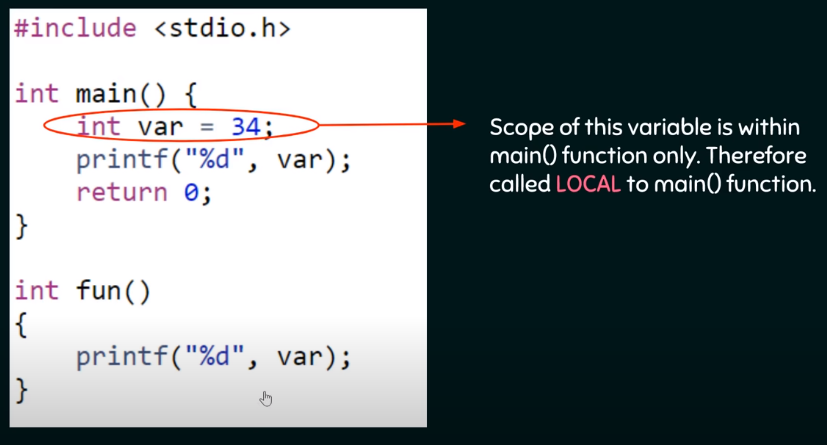 #include <stdio.h>
int main() {
int var = 34;
printf("%d", var);
return 0;
}
int fun()
{
printf("%d", var);
}
Scope of this variable is within
main() function only. Therefore
called LOCAL to main() function.